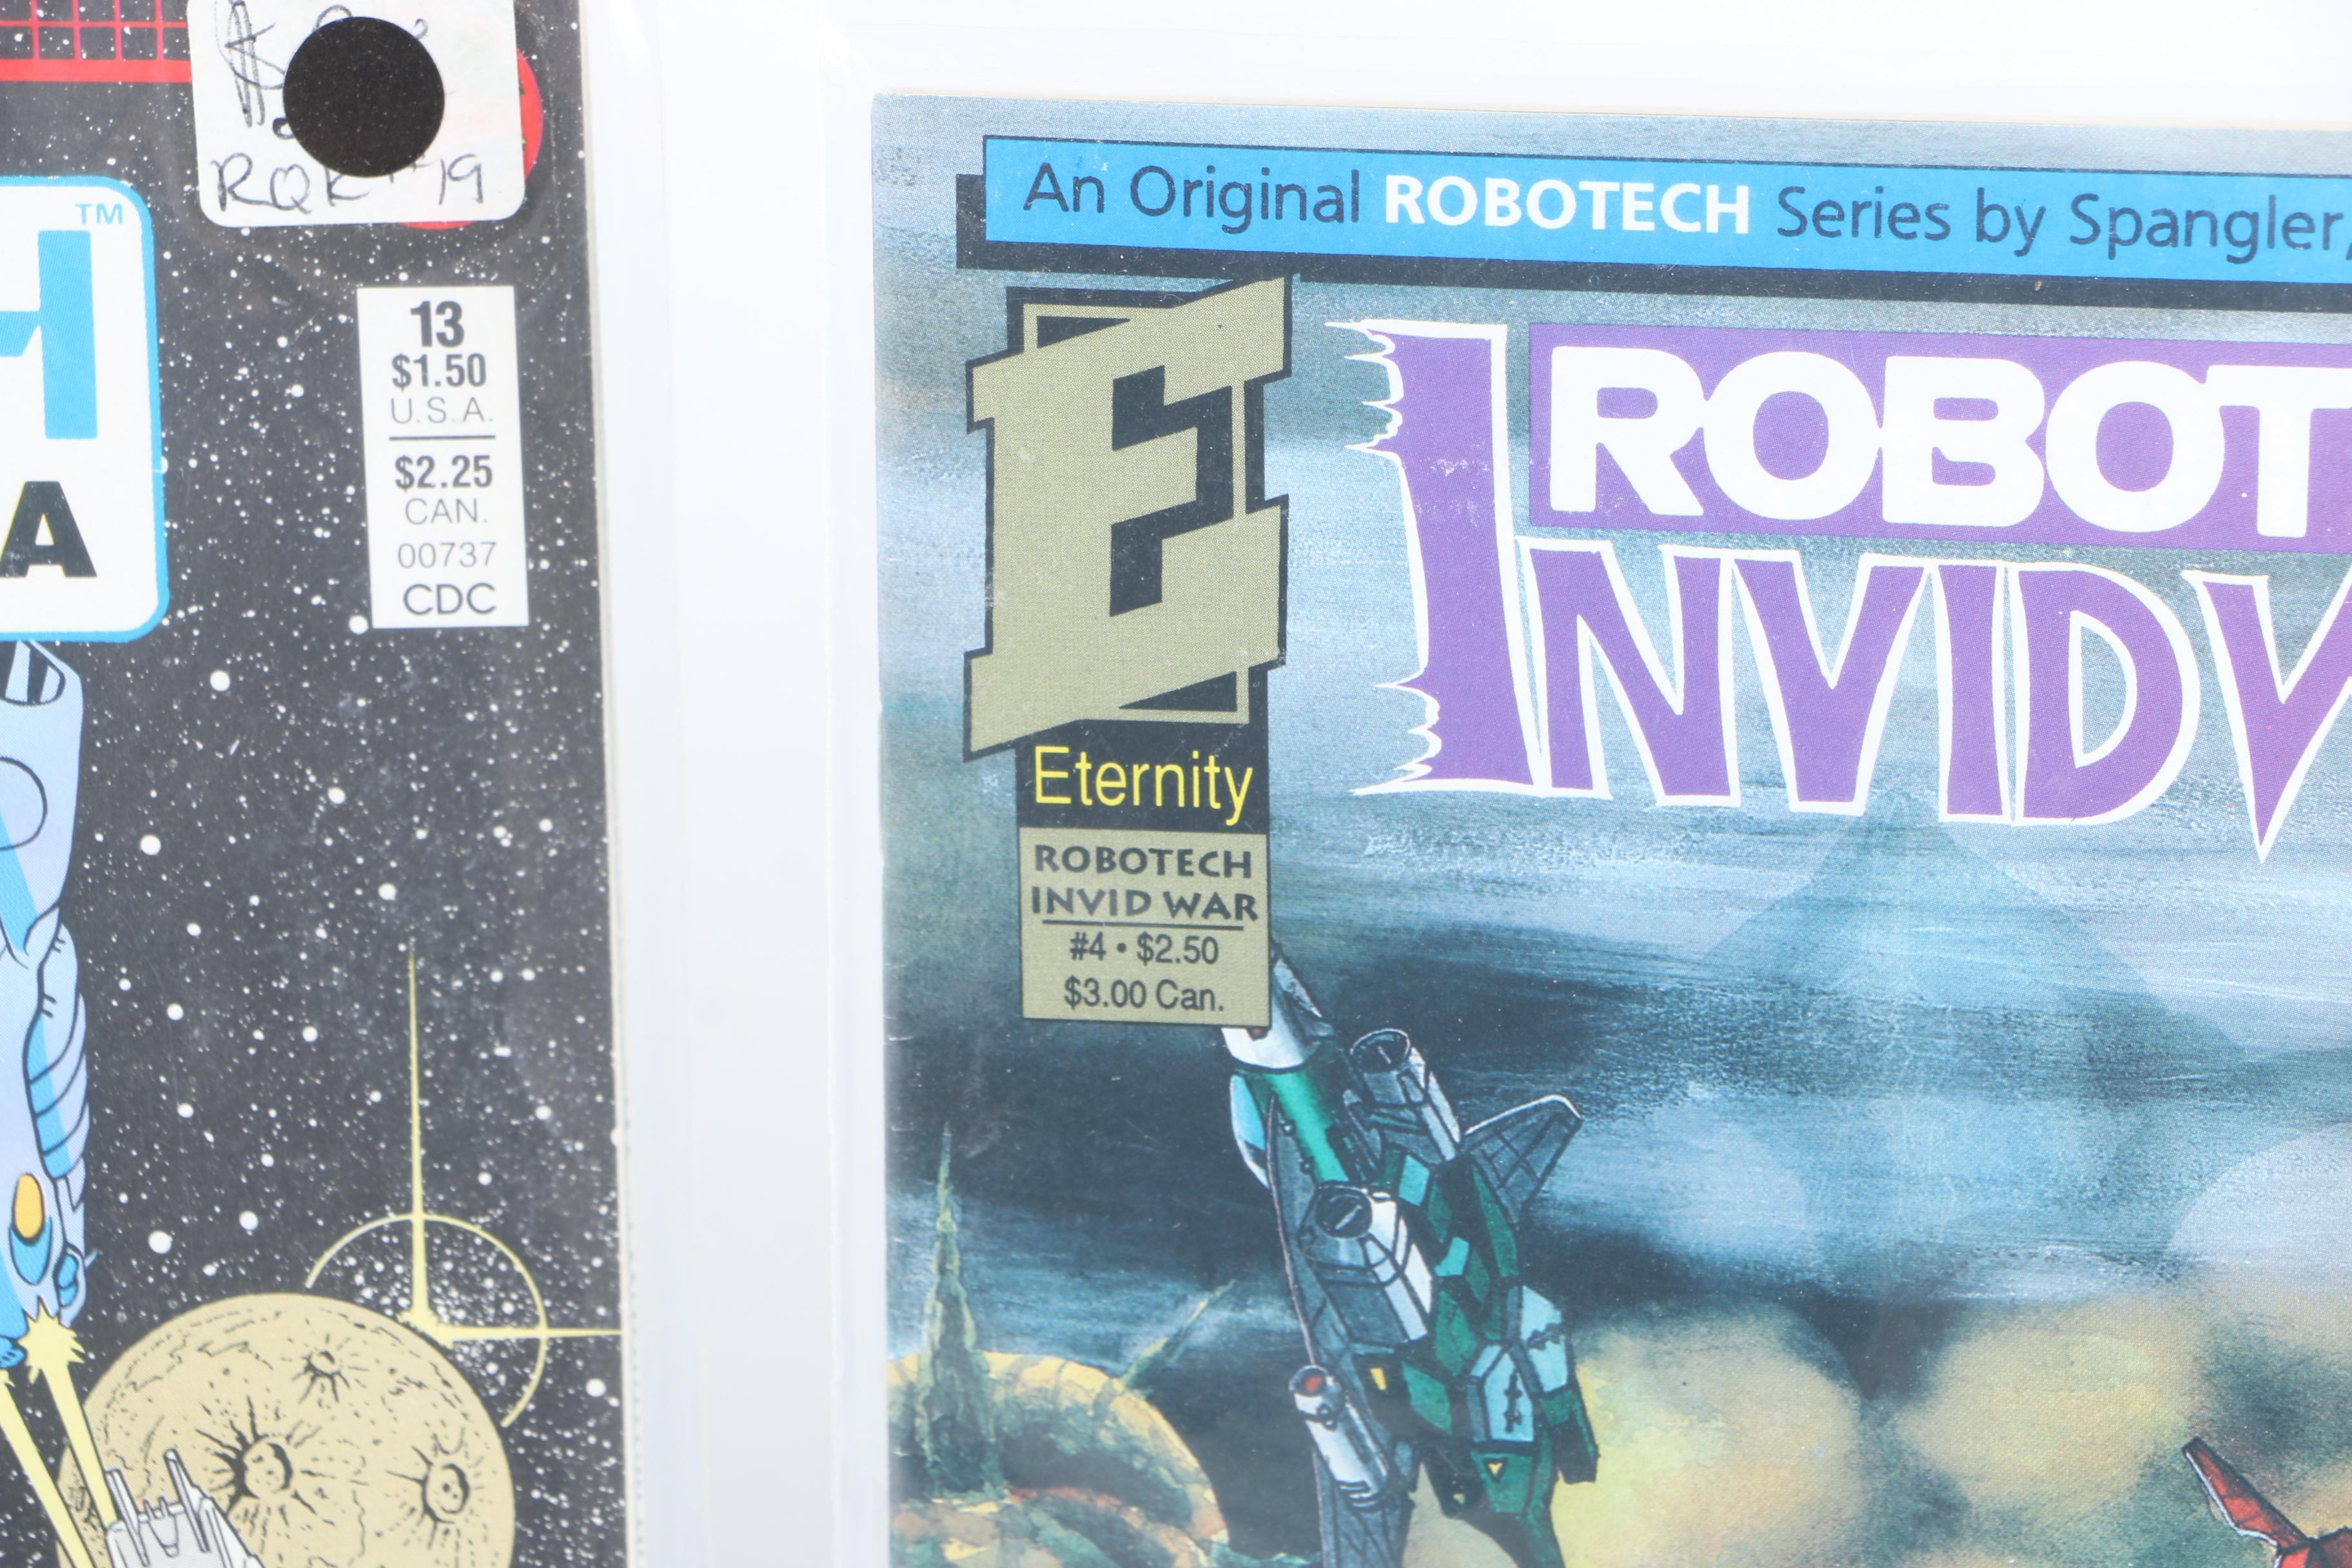 RQK #19
TM
H
A
13
$1.50
U.S.A.
$2.25
CAN.
00737
CDC
An Original ROBOTECH Series by Spangler,
E
ROBOT
INVID
Eternity
ROBOTECH
INVID WAR
#4 • $2.50
$3.00 Can.